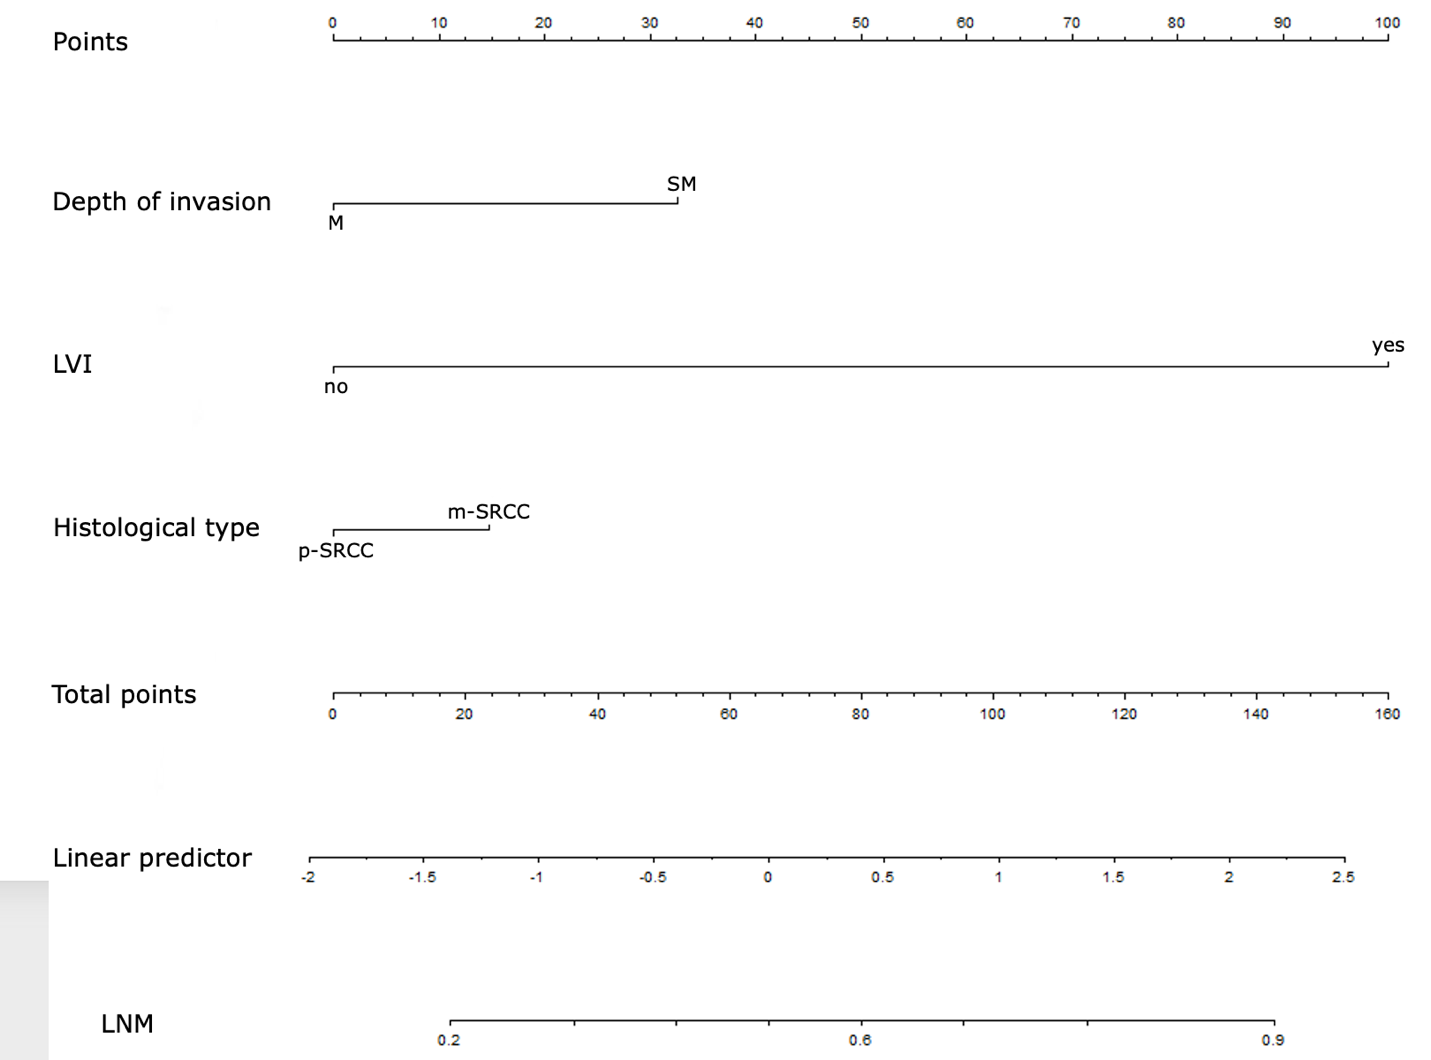 0 10 20 30 40 50 60 70 80 90 100
Points
SM
Depth of invasion
M
yes
LVI
no
m-SRCC
Histological type
p-SRCC
Total points
0 20 40 60 80 100 120 140 160
Linear predictor
-2 -1.5 -1 -0.5 0 0.5 1 1.5 2 2.5
LNM
0.2 0.6 0.9